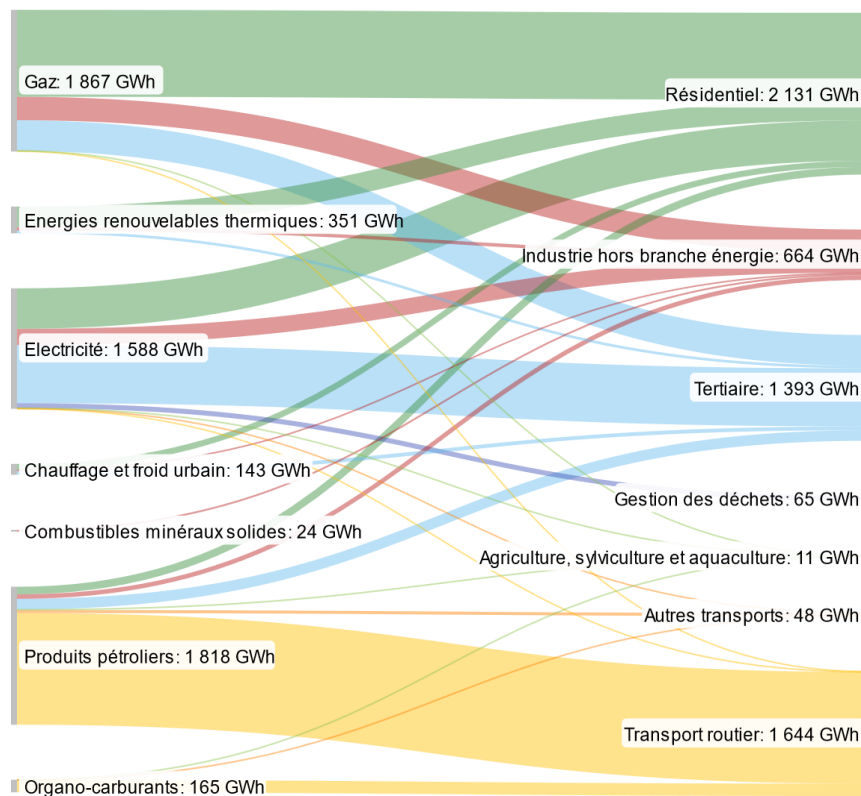 Gaz: 1 867 GWh
Résidentiel: 2 131 GWh
Energies renouvelables thermiques: 351 GWh
Industrie hors branche énergie: 664 GWh
Electricité: 1 588 GWh
Tertiaire: 1 393 GWh
Chauffage et froid urbain: 143 GWh
Gestion des déchets: 65 GWh
Combustibles minéraux solides: 24 GWh
Agriculture, sylviculture et aquaculture: 11 GWh
Autres transports: 48 GWh
Produits pétroliers: 1 818 GWh
Transport routier: 1 644 GWh
Organo-carburants: 165 GWh